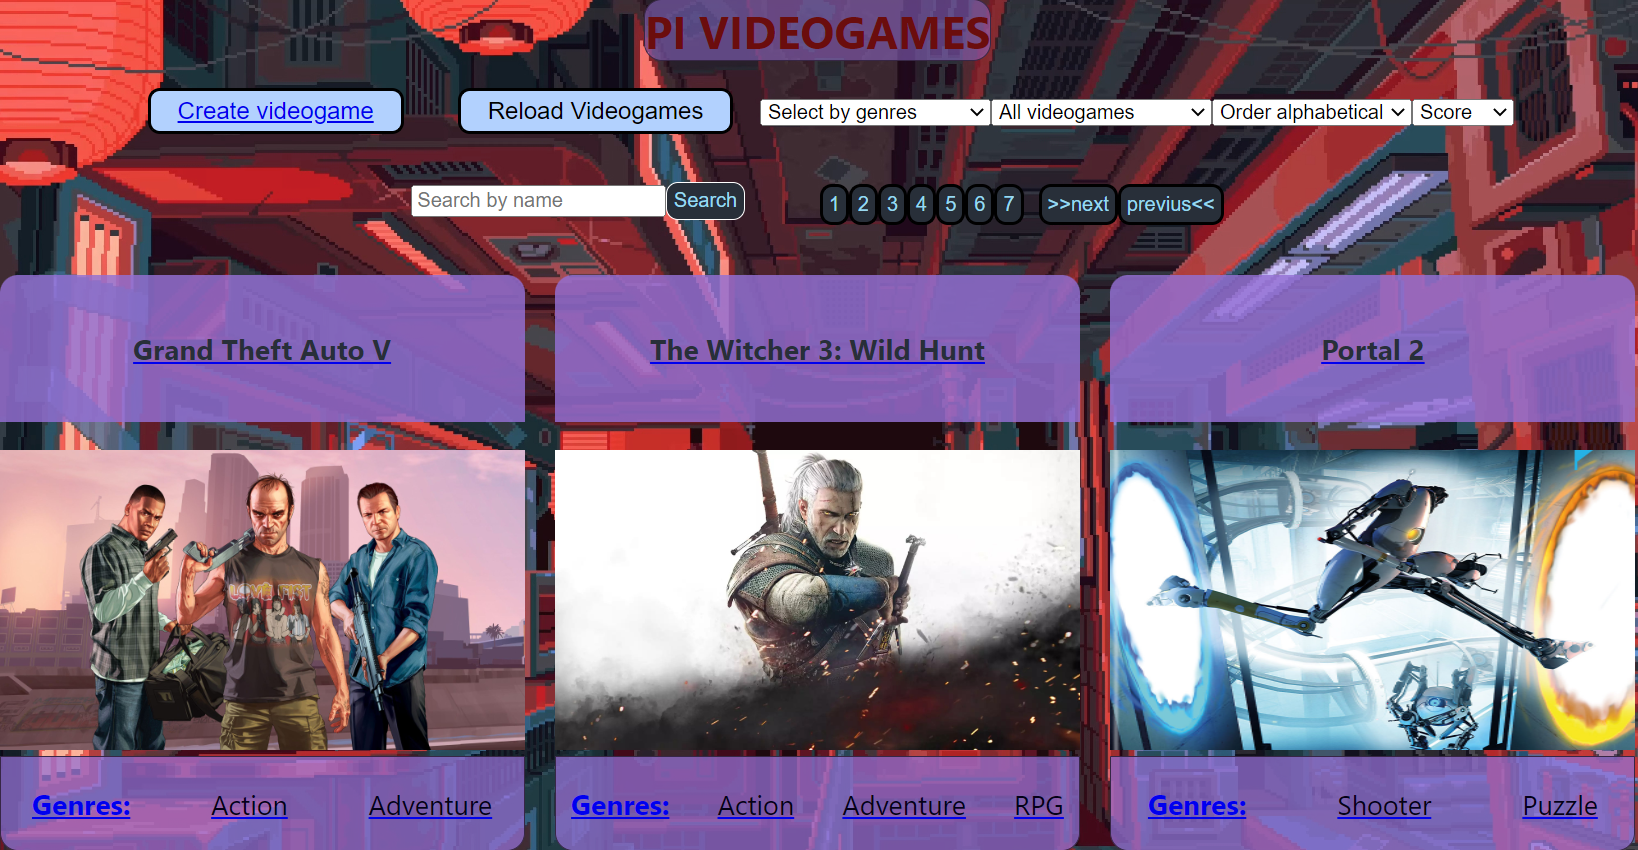 PI VIDEOGAMES
Create videogame Reload Videogames Select by genres All videogames Order alphabetical Score
Search by name Search 1 2 3 4 5 6 7 >>next previus<<
Grand Theft Auto V The Witcher 3: Wild Hunt Portal 2
Genres: Action Adventure Genres: Action Adventure RPG Genres: Shooter Puzzle